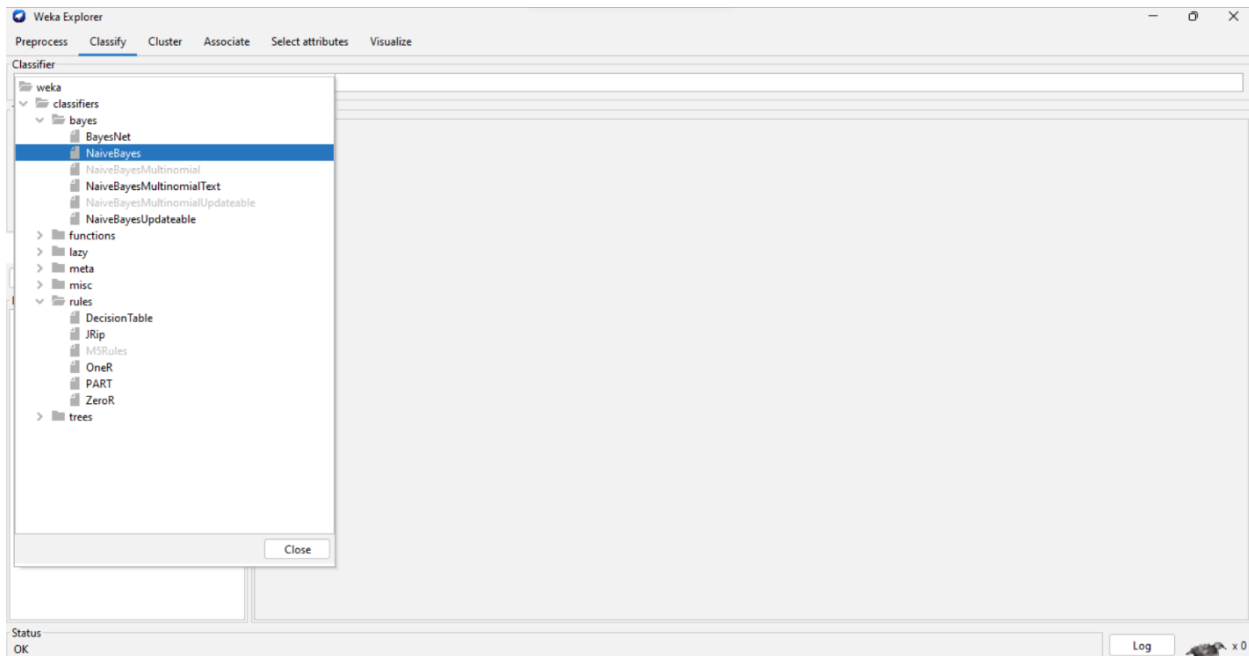 Weka Explorer
Preprocess Classify Cluster Associate Select attributes Visualize
Classifier
weka
classifiers
bayes
BayesNet
NaiveBayes
NaiveBayesMultinomial
NaiveBayesMultinomialText
NaiveBayesMultinomialUpdateable
NaiveBayesUpdateable
functions
lazy
meta
misc
rules
DecisionTable
JRip
M5Rules
OneR
PART
ZeroR
trees
Close
Status
OK
Log x 0